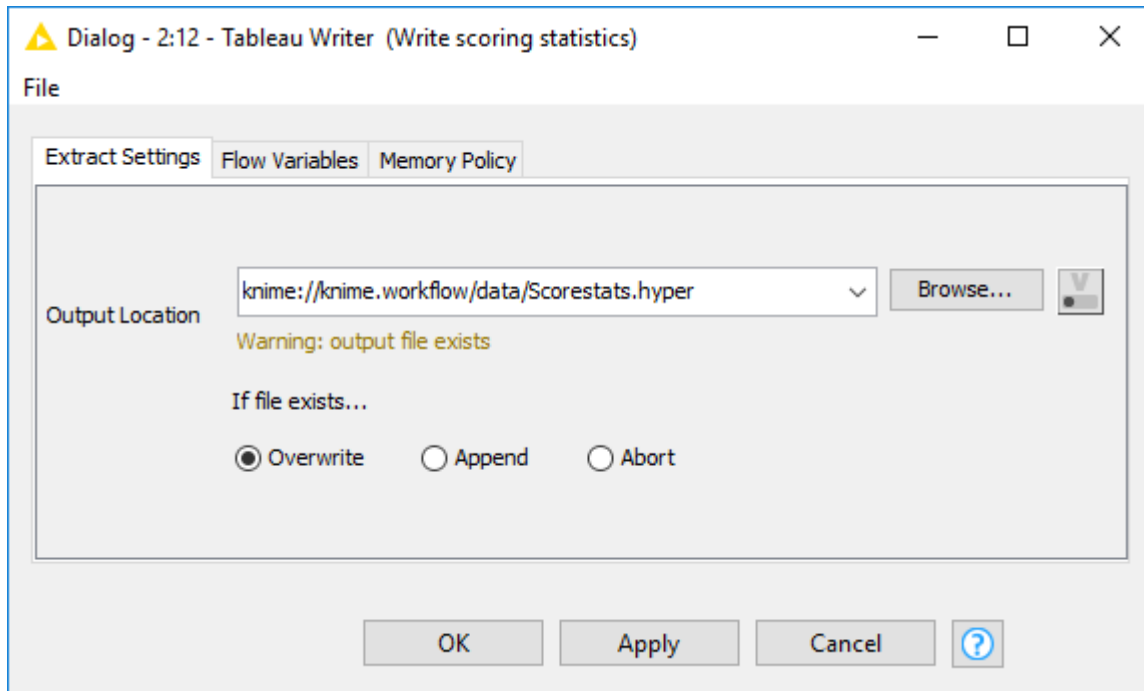 Dialog - 2:12 - Tableau Writer (Write scoring statistics)
File
Extract Settings Flow Variables Memory Policy
knime://knime.workflow/data/Scorestats.hyper Browse... V
Output Location
Warning: output file exists
If file exists...
Overwrite Append Abort
OK Apply Cancel ?